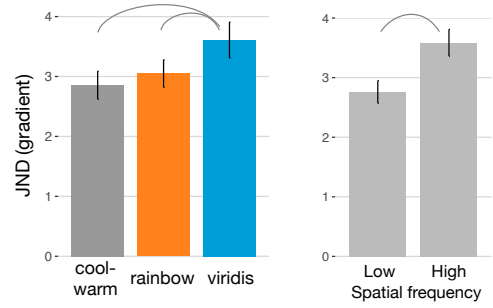 JND (gradient)
4
3
2
1
0
cool-
warm
rainbow
viridis
4
3
2
1
0
Low
High
Spatial frequency